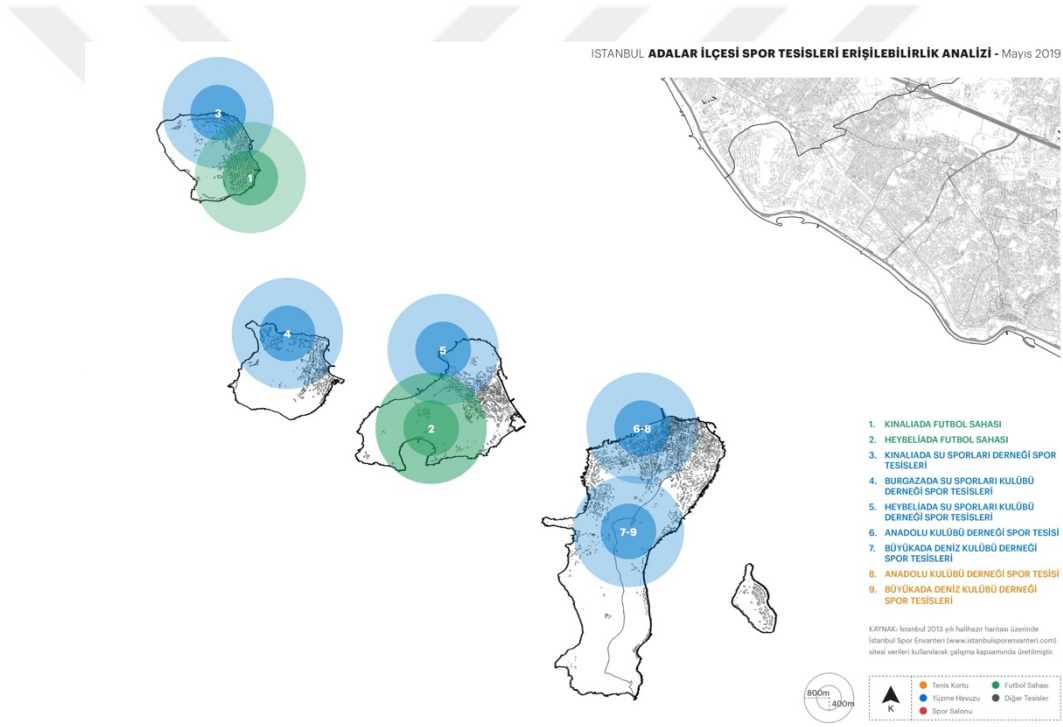 ISTANBUL ADALAR İLÇESİ SPOR TESİSLERİ ERİŞİLEBİLİRLİK ANALİZİ - Mayıs 2019
3
1
4
5
2
6-8
7-9
1. KINALIADA FUTBOL SAHASI
2. HEYBELİADA FUTBOL SAHASI
3. KINALIADA SU SPORLARI DERNEĞİ SPOR
TESİSLERİ
4. BURGAZADA SU SPORLARI KULÜBÜ
DERNEĞİ SPOR TESİSLERİ
5. HEYBELİADA SU SPORLARI KULÜBÜ
DERNEĞİ SPOR TESİSLERİ
6. ANADOLU KULÜBÜ DERNEĞİ SPOR TESİSİ
7. BÜYÜKADA DENİZ KULÜBÜ DERNEĞİ
SPOR TESİSLERİ
8. ANADOLU KULÜBÜ DERNEĞİ SPOR TESİSİ
9. BÜYÜKADA DENİZ KULÜBÜ DERNEĞİ
SPOR TESİSLERİ
KAYNAK: İstanbul 2013 yılı halihazır haritası üzerinde
İstanbul Spor Envanteri (www.istanbulsporenvanteri.com)
sitesi verileri kullanılarak çalışma kapsamında üretilmiştir.
800m
400m
K
Tenis Kortu
Yüzme Havuzu
Spor Salonu
Futbol Sahası
Diğer Tesisler